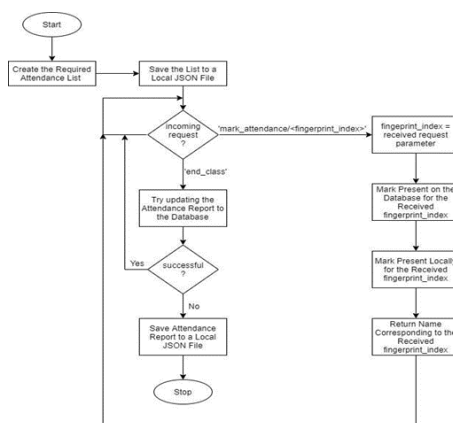 Start
Create the Required
Attendance List
Save the List to a
Local JSON File
incoming
request
?
'mark_attendance/<fingerprint_index>'
fingeprint_index =
received request
parameter
'end_class'
Try updating the
Attendance Report to
the Database
Mark Present on the
Database for the
Received
fingerprint_index
Yes
successful
?
Mark Present Locally
for the Received
fingerprint_index
No
Save Attendance
Report to a Local
JSON File
Return Name
Corresponding to the
Received
fingerprint_index
Stop